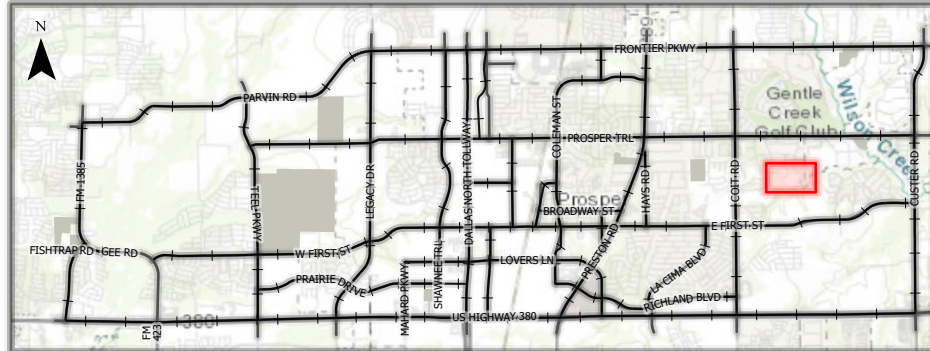 N
FRONTIER PKWY
PARVIN RD
Gentle
Creek
Golf Club
Wilson Creek
PROSPER TRL
COLEMAN ST
DALLAS NORTH TOLLWAY
FM 1385
TEEL PKWY
LEGACY DR
HAYS RD
COIT RD
CUSTER RD
Prospe
BROADWAY ST
E FIRST ST
FISHTRAP RD
GEE RD
W FIRST ST
SHAWNEE TRL
PRESTON RD
LOVERS LN
LA CIMA BLVD
PRAIRIE DRIVE
MAHARD PKWY
RICHLAND BLVD
US HIGHWAY 380
FM
423
380